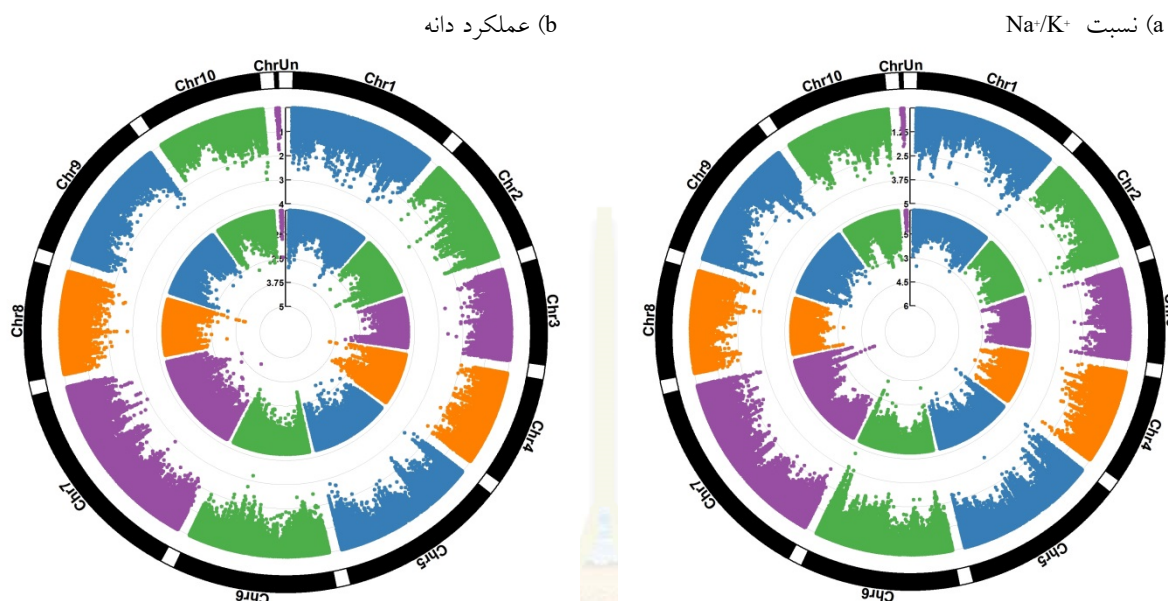 a) نسبت Na⁺/K⁺
b) عملکرد دانه
ChrUn
Chr1
Chr2
Chr4
Chr5
Chr6
Chr7
Chr8
Chr9
Chr10
1.25
2.5
3.75
5
3
4.5
6
ChrUn
Chr1
Chr2
Chr3
Chr4
Chr5
Chr6
Chr7
Chr8
Chr9
Chr10
1
2
3
4
3.75
5